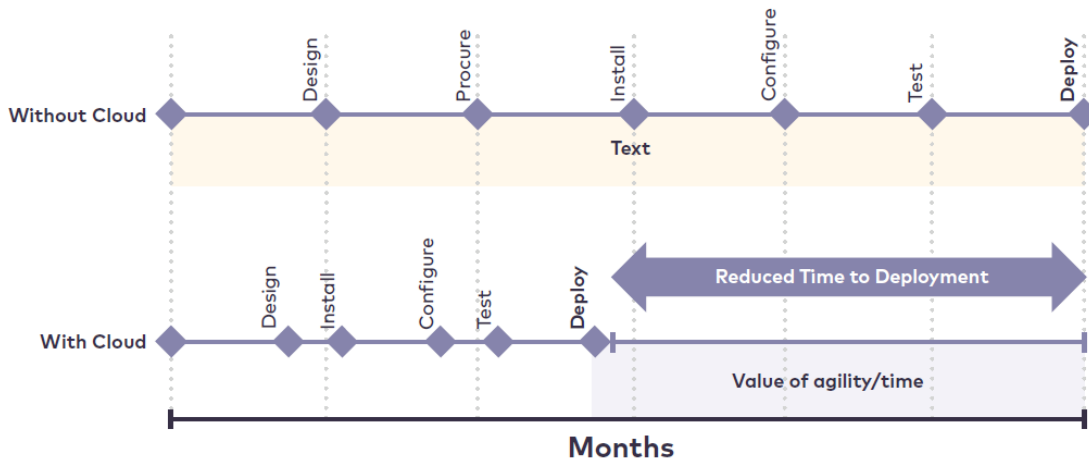 Design
Procure
Install
Configure
Test
Deploy
Without Cloud
Text
Reduced Time to Deployment
Design
Install
Configure
Test
Deploy
With Cloud
Value of agility/time
Months